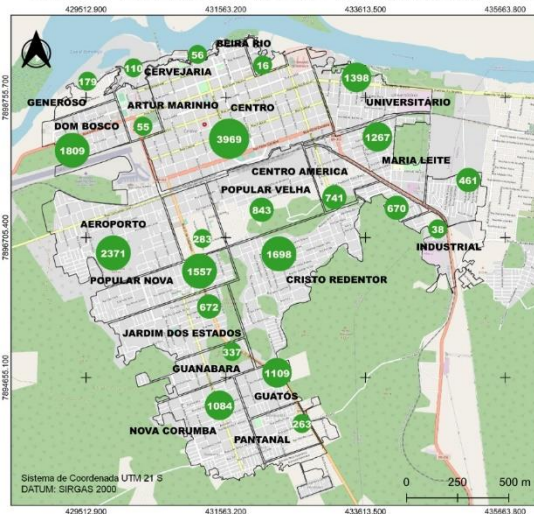 429512.900 431563.200 433613.500 435663.800
7898755.700
7896705.400
7894655.100
56 BEIRA RIO
110 16
179 CERVEJARIA 1398
GENEROSO ARTUR MARINHO CENTRO UNIVERSITÁRIO
DOM BOSCO 55
1809 3969 1267
MARIA LEITE
CENTRO AMERICA
POPULAR VELHA 461
741
843 670
AEROPORTO
283 38
2371 1698 INDUSTRIAL
1557
POPULAR NOVA CRISTO REDENTOR
672
JARDIM DOS ESTADOS
337
GUANABARA 1109
GUATÓS
1084
NOVA CORUMBA 263
PANTANAL
Sistema de Coordenada UTM 21 S
DATUM: SIRGAS 2000
0 250 500 m
429512.900 431563.200 433613.500 435663.800